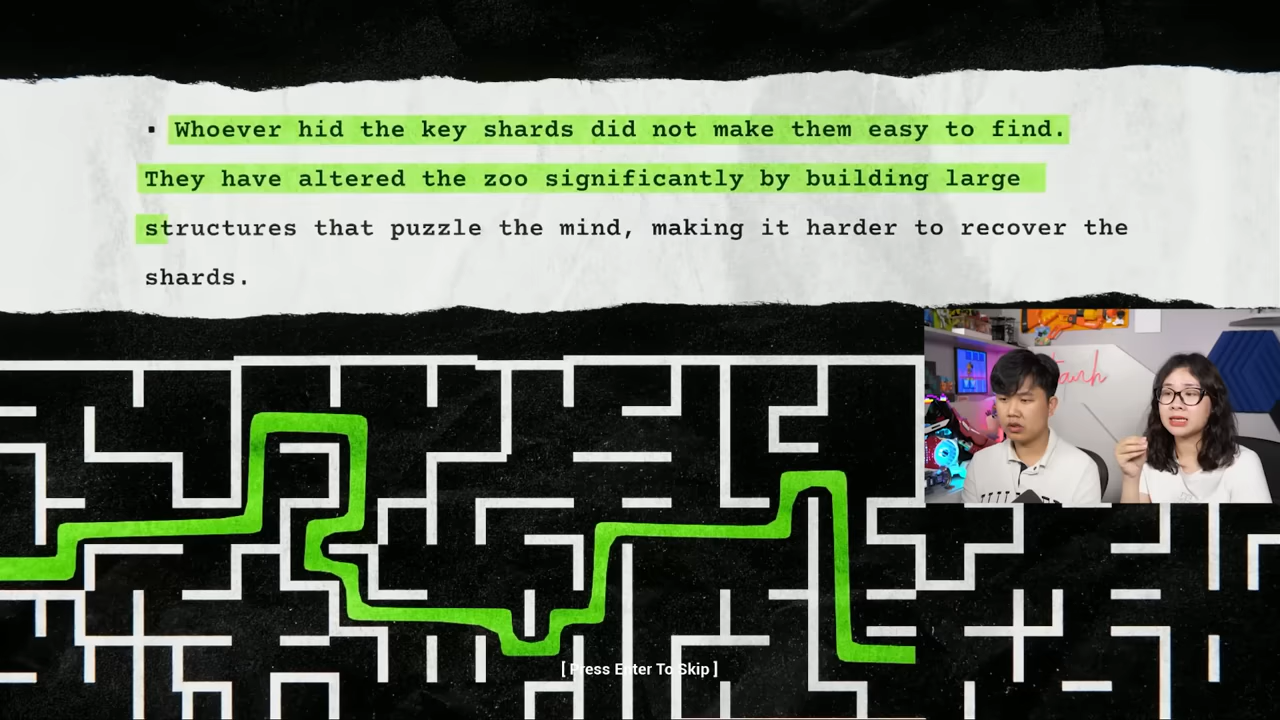 ▪ Whoever hid the key shards did not make them easy to find.
They have altered the zoo significantly by building large
structures that puzzle the mind, making it harder to recover the
shards.
[ Press Enter To Skip ]